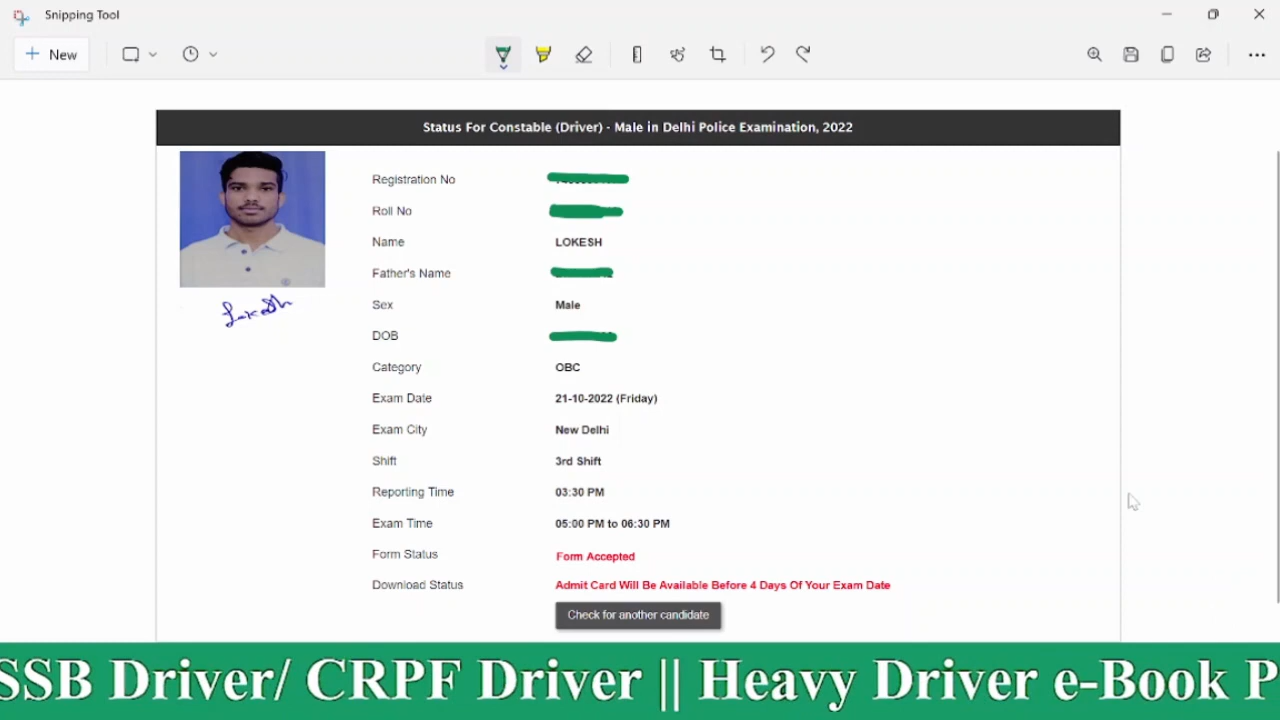 Snipping Tool
New
Status For Constable (Driver) - Male in Delhi Police Examination, 2022
Registration No
Roll No
Name LOKESH
Father's Name
Sex Male
DOB
Category OBC
Exam Date 21-10-2022 (Friday)
Exam City New Delhi
Shift 3rd Shift
Reporting Time 03:30 PM
Exam Time 05:00 PM to 06:30 PM
Form Status Form Accepted
Download Status Admit Card Will Be Available Before 4 Days Of Your Exam Date
Lokesh
Check for another candidate
SSB Driver/ CRPF Driver || Heavy Driver e-Book P